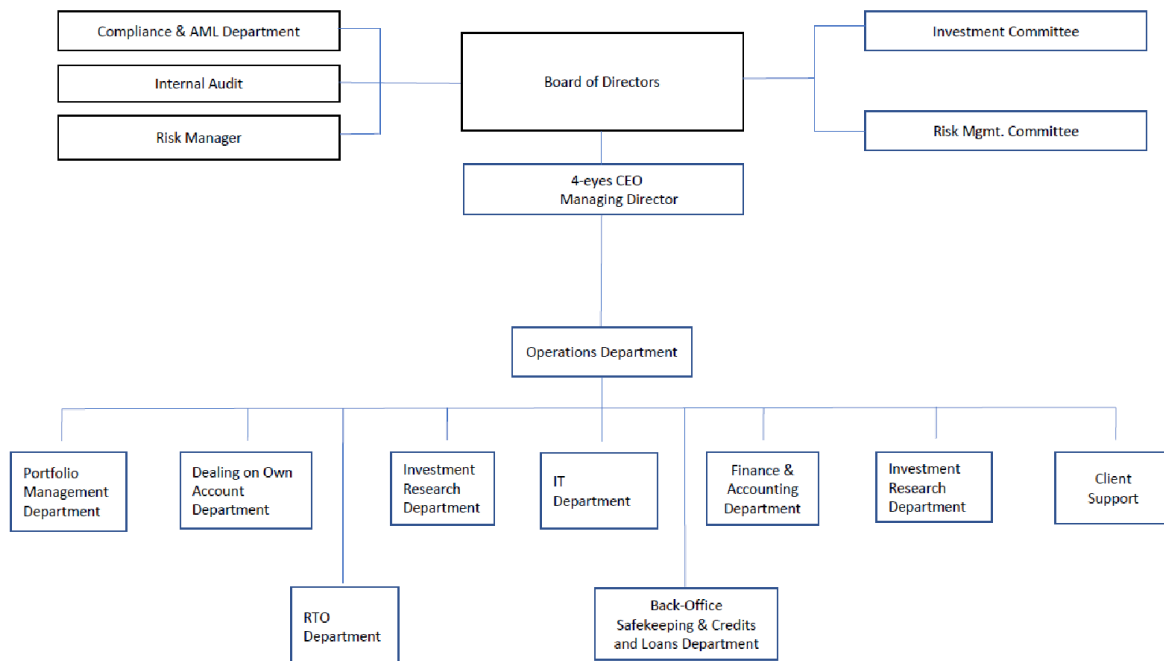 Compliance & AML Department
Internal Audit
Risk Manager
Board of Directors
Investment Committee
Risk Mgmt. Committee
4-eyes CEO
Managing Director
Operations Department
Portfolio
Management
Department
Dealing on Own
Account
Department
Investment
Research
Department
IT
Department
Finance &
Accounting
Department
Investment
Research
Department
Client
Support
RTO
Department
Back-Office
Safekeeping & Credits
and Loans Department